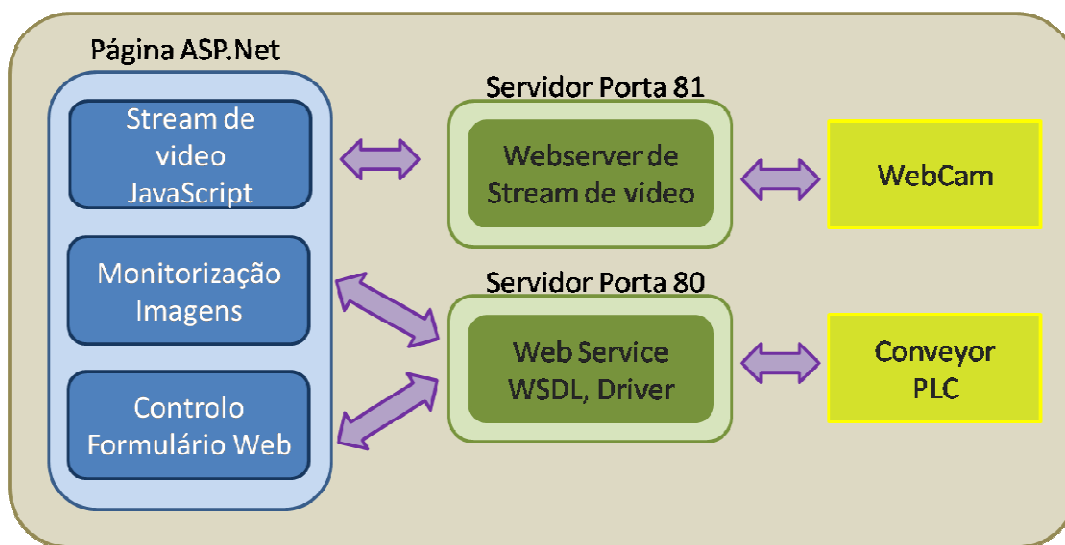 Página ASP.Net
Stream de
video
JavaScript
Monitorização
Imagens
Controlo
Formulário Web
Servidor Porta 81
Webserver de
Stream de video
Servidor Porta 80
Web Service
WSDL, Driver
WebCam
Conveyor
PLC